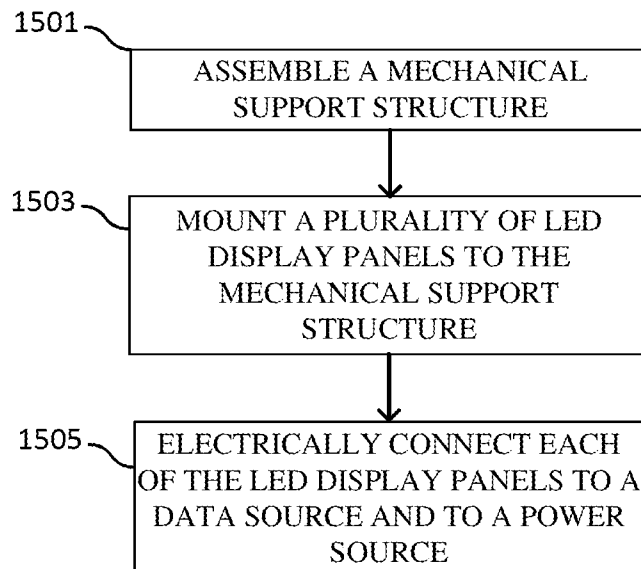 1501
ASSEMBLE A MECHANICAL
SUPPORT STRUCTURE
1503
MOUNT A PLURALITY OF LED
DISPLAY PANELS TO THE
MECHANICAL SUPPORT
STRUCTURE
1505
ELECTRICALLY CONNECT EACH
OF THE LED DISPLAY PANELS TO A
DATA SOURCE AND TO A POWER
SOURCE